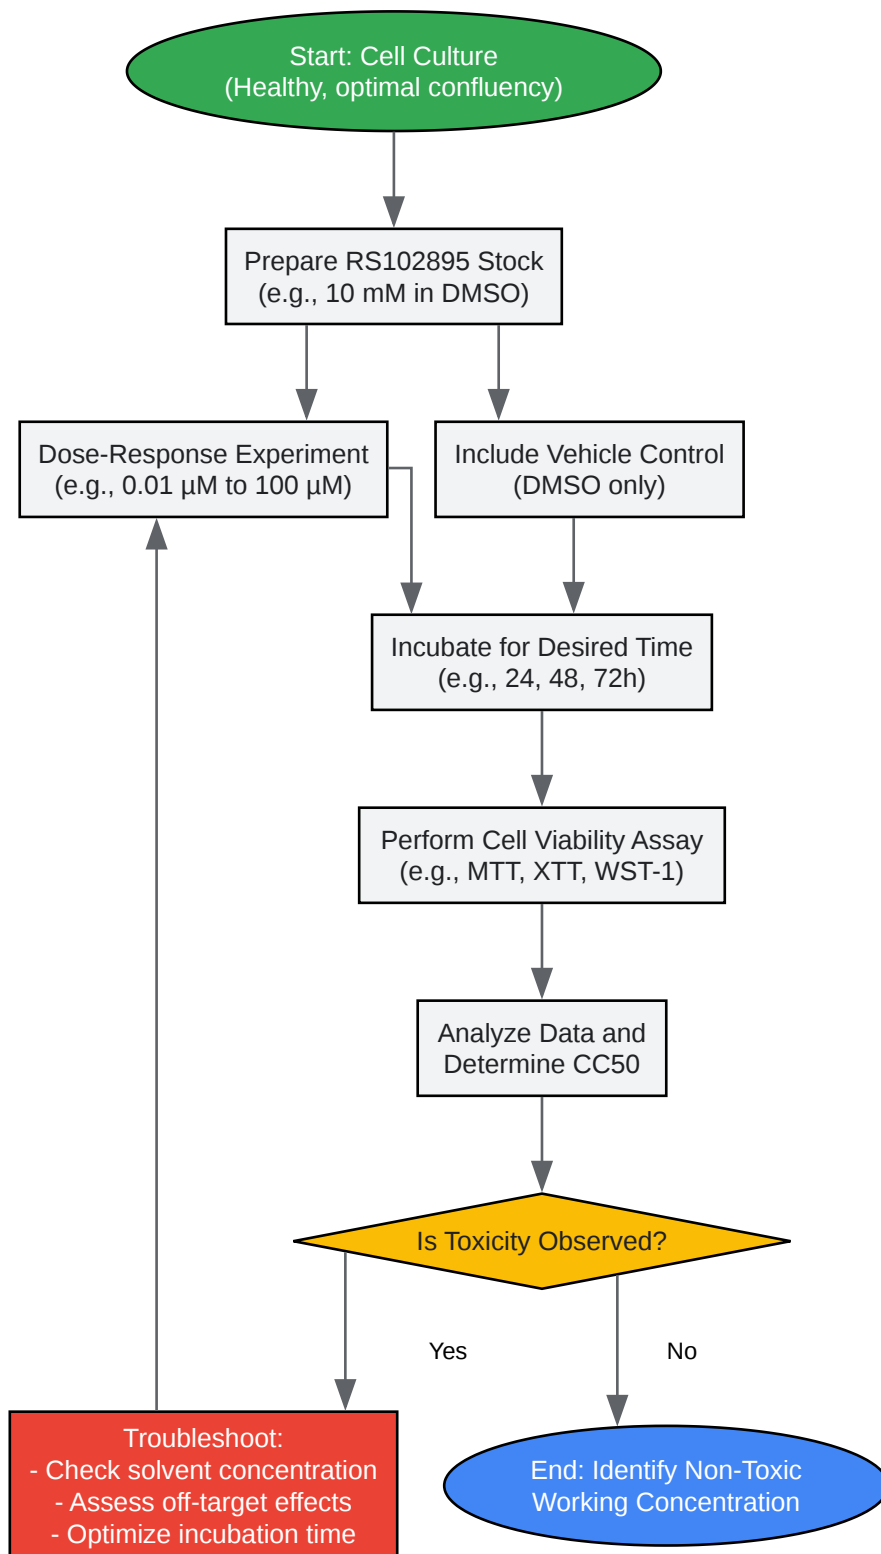 Start: Cell Culture
(Healthy, optimal confluency)
Prepare RS102895 Stock
(e.g., 10 mM in DMSO)
Dose-Response Experiment
(e.g., 0.01 µM to 100 µM)
Include Vehicle Control
(DMSO only)
Incubate for Desired Time
(e.g., 24, 48, 72h)
Perform Cell Viability Assay
(e.g., MTT, XTT, WST-1)
Analyze Data and
Determine CC50
Is Toxicity Observed?
Yes
No
Troubleshoot:
- Check solvent concentration
- Assess off-target effects
- Optimize incubation time
End: Identify Non-Toxic
Working Concentration